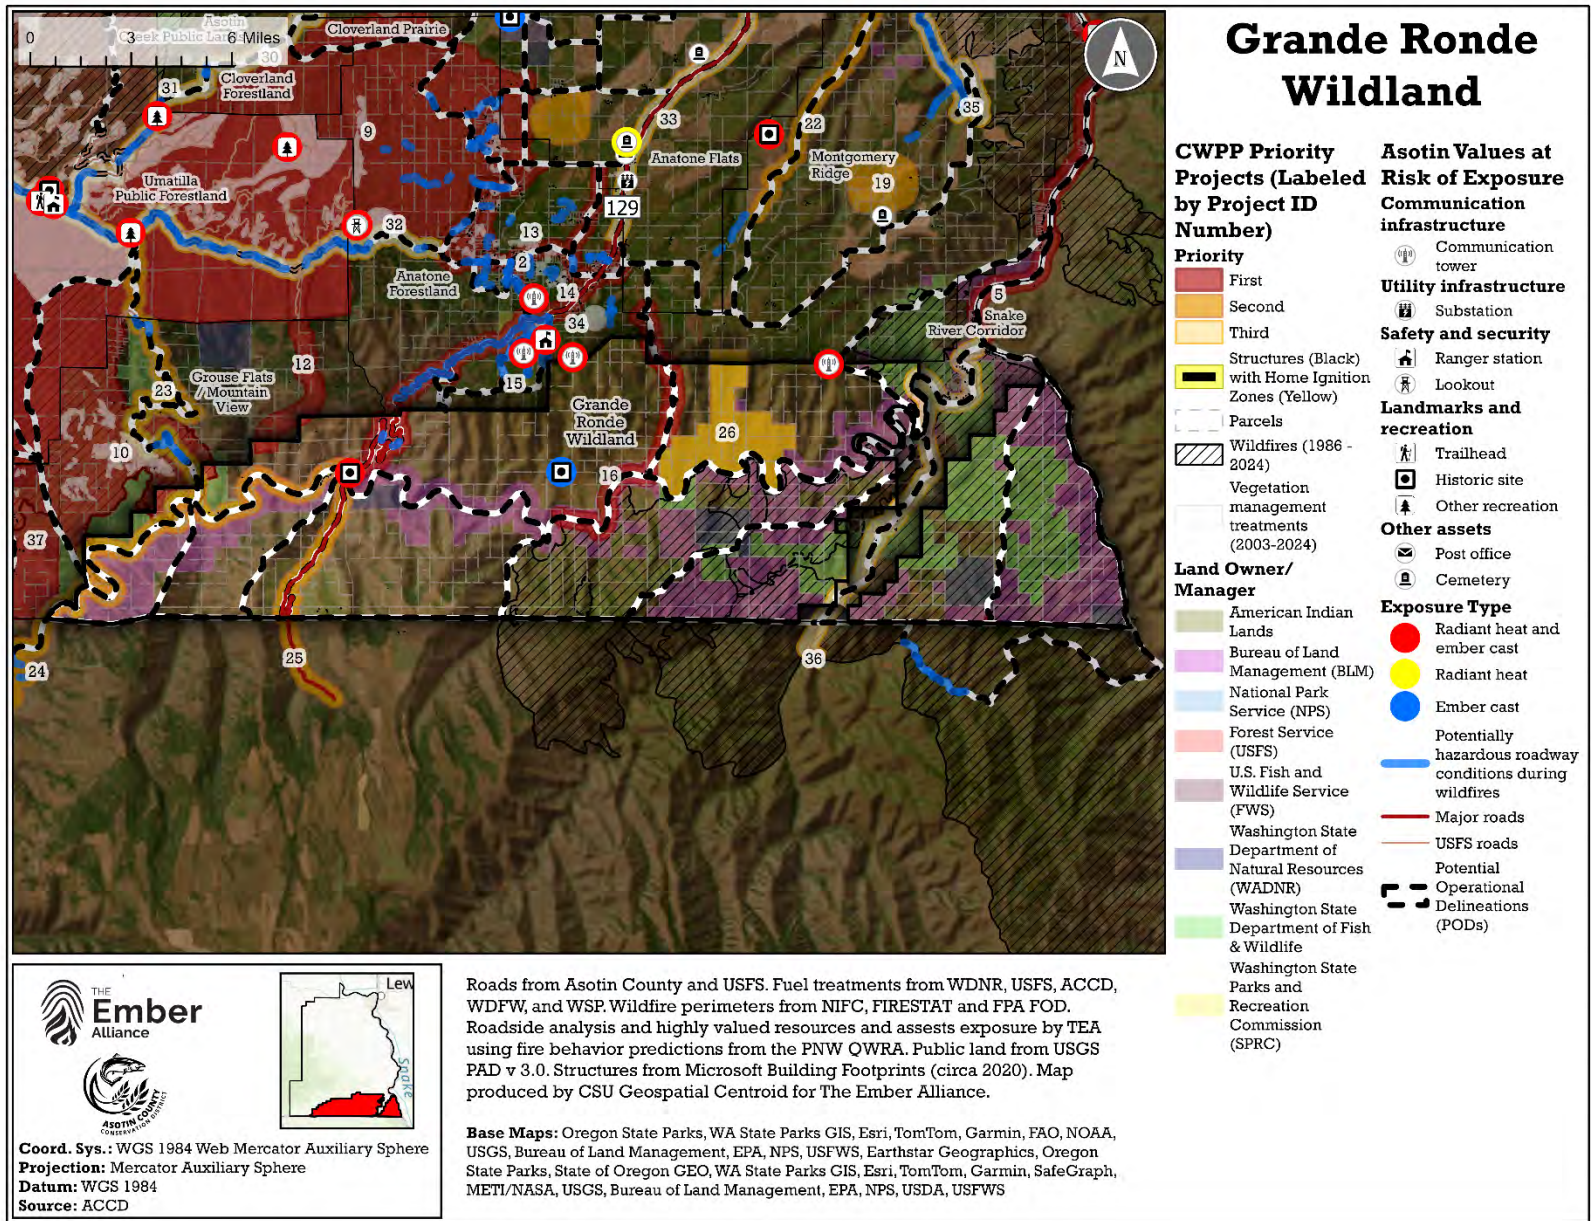 Grande Ronde
Wildland
CWPP Priority
Projects (Labeled
by Project ID
Number)
Priority
First
Second
Third
Structures (Black)
with Home Ignition
Zones (Yellow)
Parcels
Wildfires (1986 -
2024)
Vegetation
management
treatments
(2003-2024)
Land Owner/
Manager
American Indian
Lands
Bureau of Land
Management (BLM)
National Park
Service (NPS)
Forest Service
(USFS)
U.S. Fish and
Wildlife Service
(FWS)
Washington State
Department of
Natural Resources
(WADNR)
Washington State
Department of Fish
& Wildlife
Washington State
Parks and
Recreation
Commission
(SPRC)
Asotin Values at
Risk of Exposure
Communication
infrastructure
Communication
tower
Utility infrastructure
Substation
Safety and security
Ranger station
Lookout
Landmarks and
recreation
Trailhead
Historic site
Other recreation
Other assets
Post office
Cemetery
Exposure Type
Radiant heat and
ember cast
Radiant heat
Ember cast
Potentially
hazardous roadway
conditions during
wildfires
Major roads
USFS roads
Potential
Operational
Delineations
(PODs)
0 3 6 Miles
N
Asotin
Creek Public Lands
30
Cloverland Prairie
31
Cloverland
Forestland
9
33
22
35
Anatone Flats
Montgomery
Ridge
19
Umatilla
Public Forestland
129
32
13
2
Anatone
Forestland
14
34
5
Snake
River Corridor
12
23
Grouse Flats
/ Mountain
View
15
Grande
Ronde
Wildland
26
10
16
37
24
25
36
THE
Ember
Alliance
ASOTIN COUNTY
CONSERVATION DISTRICT
Lew
Snake
Coord. Sys.: WGS 1984 Web Mercator Auxiliary Sphere
Projection: Mercator Auxiliary Sphere
Datum: WGS 1984
Source: ACCD
Roads from Asotin County and USFS. Fuel treatments from WDNR, USFS, ACCD,
WDFW, and WSP. Wildfire perimeters from NIFC, FIRESTAT and FPA FOD.
Roadside analysis and highly valued resources and assests exposure by TEA
using fire behavior predictions from the PNW QWRA. Public land from USGS
PAD v 3.0. Structures from Microsoft Building Footprints (circa 2020). Map
produced by CSU Geospatial Centroid for The Ember Alliance.
Base Maps: Oregon State Parks, WA State Parks GIS, Esri, TomTom, Garmin, FAO, NOAA,
USGS, Bureau of Land Management, EPA, NPS, USFWS, Earthstar Geographics, Oregon
State Parks, State of Oregon GEO, WA State Parks GIS, Esri, TomTom, Garmin, SafeGraph,
METI/NASA, USGS, Bureau of Land Management, EPA, NPS, USDA, USFWS